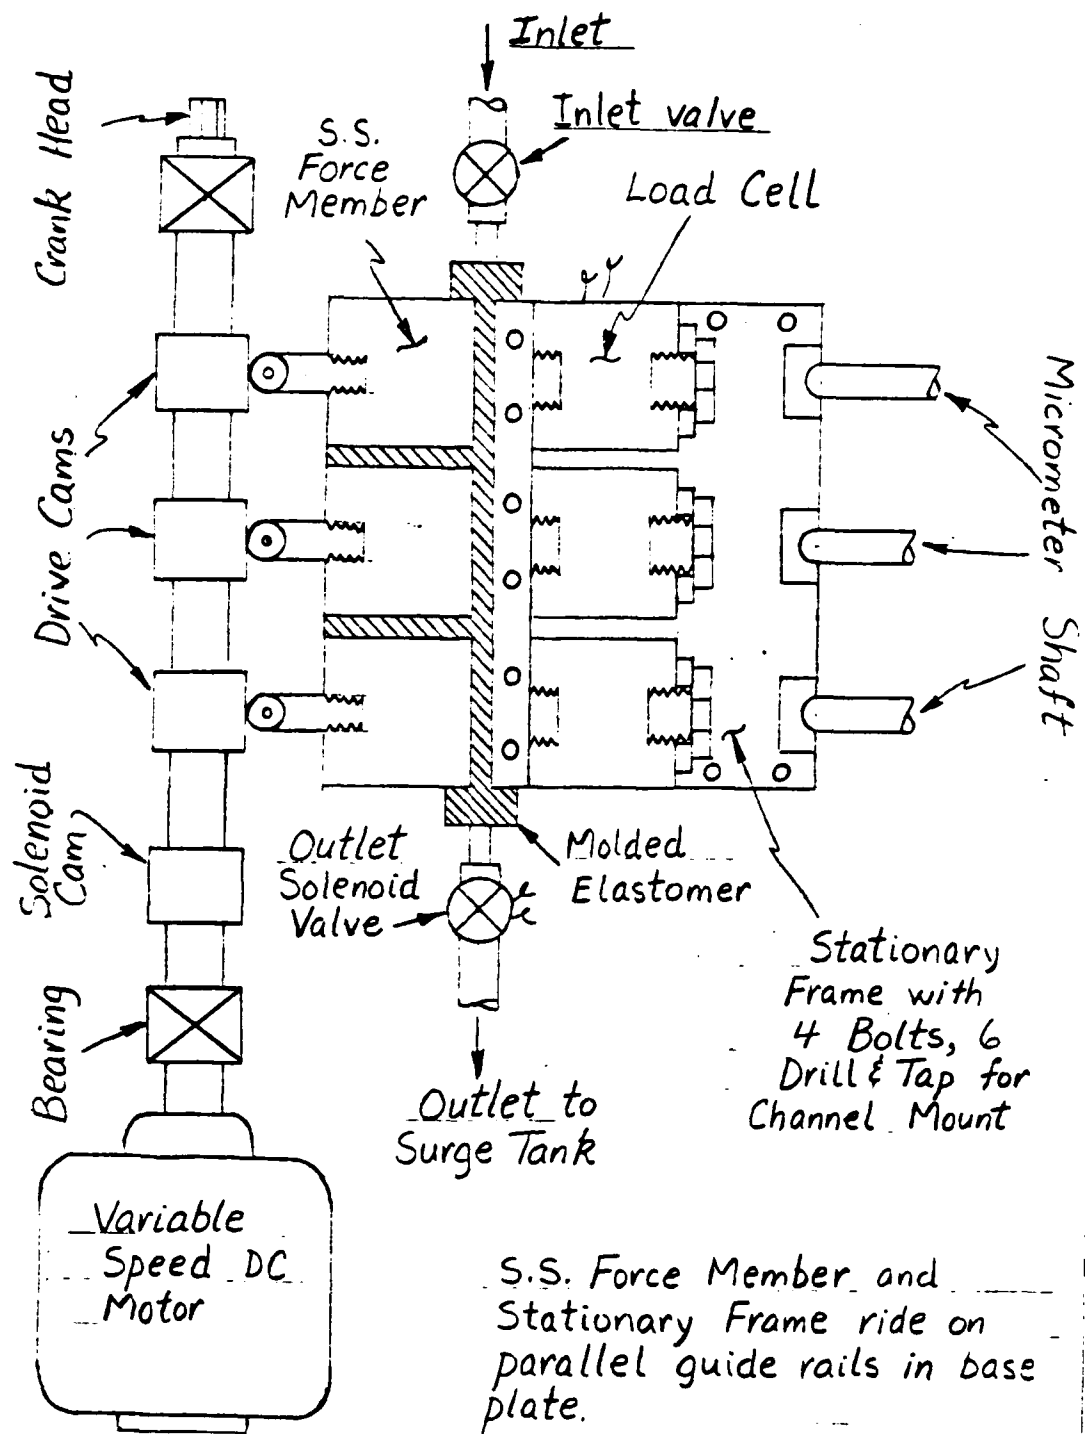 Inlet
Inlet valve
Crank Head
S.S.
Force
Member
Load Cell
Drive Cams
Micrometer Shaft
Solenoid
Cam
Outlet
Solenoid
Valve
Molded
Elastomer
Stationary
Frame with
4 Bolts, 6
Drill & Tap for
Channel Mount
Bearing
Outlet to
Surge Tank
Variable
Speed DC
Motor
S.S. Force Member and
Stationary Frame ride on
parallel guide rails in base
plate.